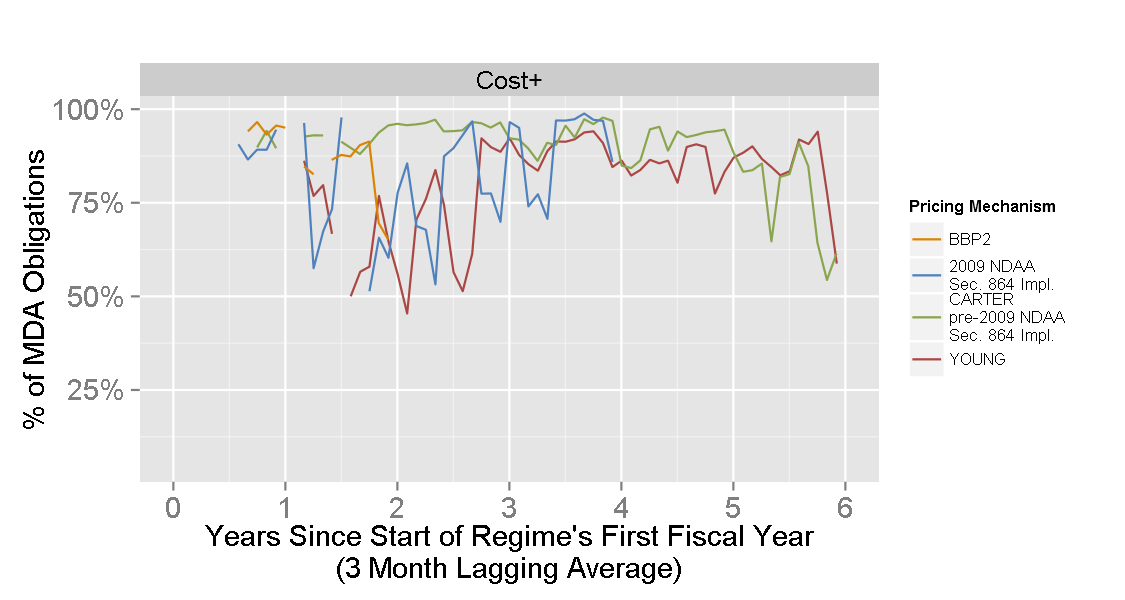 Cost+
100%
75%
50%
25%
% of MDA Obligations
0 1 2 3 4 5 6
Years Since Start of Regime's First Fiscal Year
(3 Month Lagging Average)
Pricing Mechanism
BBP2
2009 NDAA
Sec. 864 Impl.
CARTER
pre-2009 NDAA
Sec. 864 Impl.
YOUNG